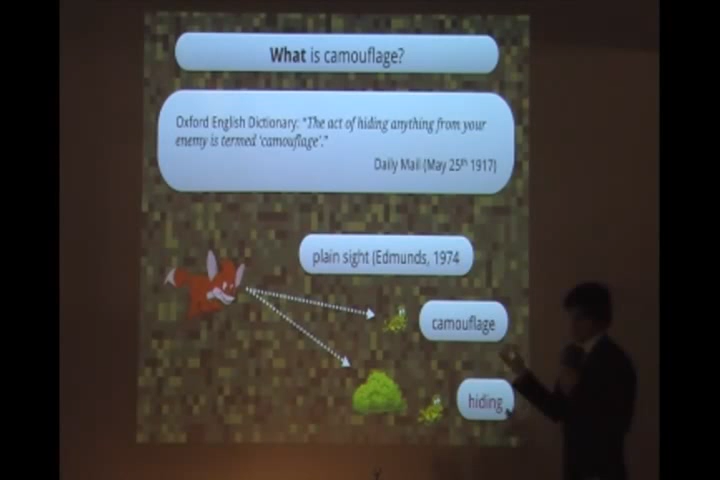 What is camouflage?
Oxford English Dictionary: "The act of hiding anything from your
enemy is termed 'camouflage'."
Daily Mail (May 25th 1917)
plain sight (Edmunds, 1974
camouflage
hiding